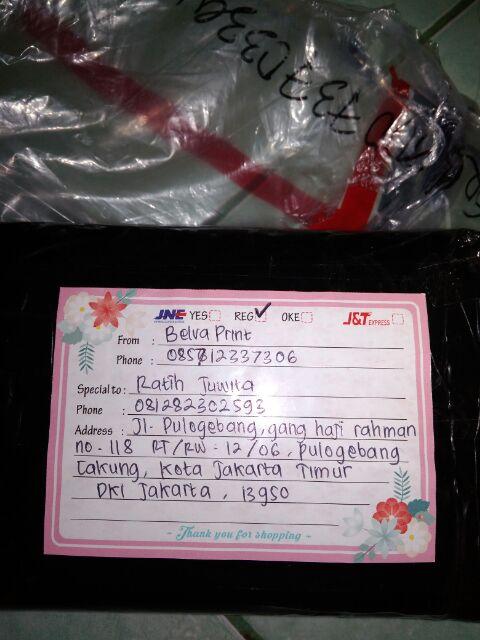 JNE YES REG ✓ OKE J&T EXPRESS
From : Belva Print
Phone : 085712337306
Special to : Ratih Juwita
Phone : 081282302593
Address : Jl. Pulogebang, gang haji rahman
no. 118 RT/RW. 12/06, Pulogebang
Cakung, Kota Jakarta Timur
DKI Jakarta, 13950
- Thank you for shopping -